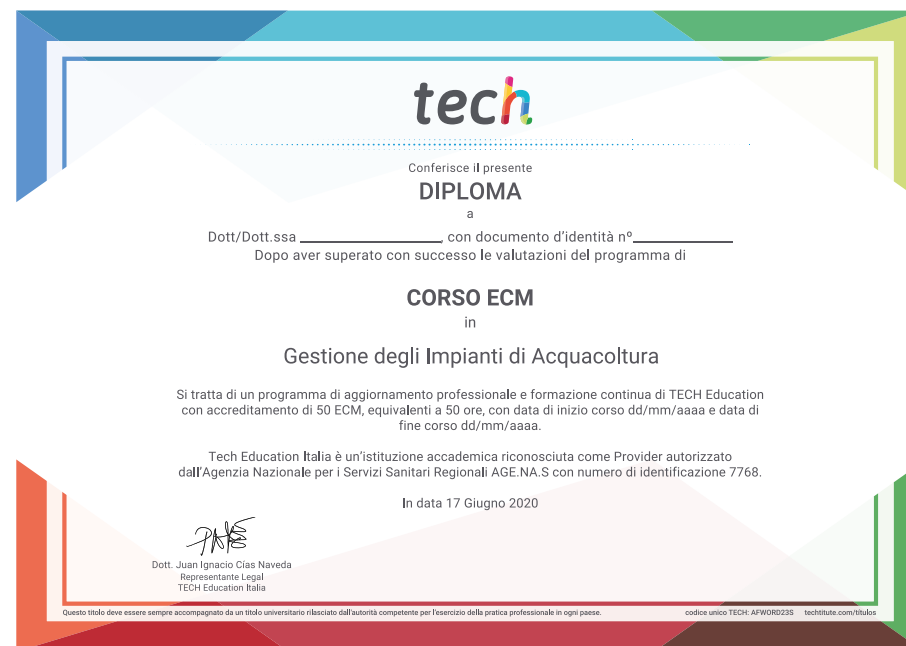 tech
Conferisce il presente
DIPLOMA
a
Dott/Dott.ssa ____________________, con documento d'identità nº______________
Dopo aver superato con successo le valutazioni del programma di
CORSO ECM
in
Gestione degli Impianti di Acquacoltura
Si tratta di un programma di aggiornamento professionale e formazione continua di TECH Education
con accreditamento di 50 ECM, equivalenti a 50 ore, con data di inizio corso dd/mm/aaaa e data di
fine corso dd/mm/aaaa.
Tech Education Italia è un'istituzione accademica riconosciuta come Provider autorizzato
dall'Agenzia Nazionale per i Servizi Sanitari Regionali AGE.NA.S con numero di identificazione 7768.
In data 17 Giugno 2020
Dott. Juan Ignacio Cías Naveda
Representante Legal
TECH Education Italia
Questo titolo deve essere sempre accompagnato da un titolo universitario rilasciato dall'autorità competente per l'esercizio della pratica professionale in ogni paese. codice unico TECH: AFWORD23S techtitute.com/títulos